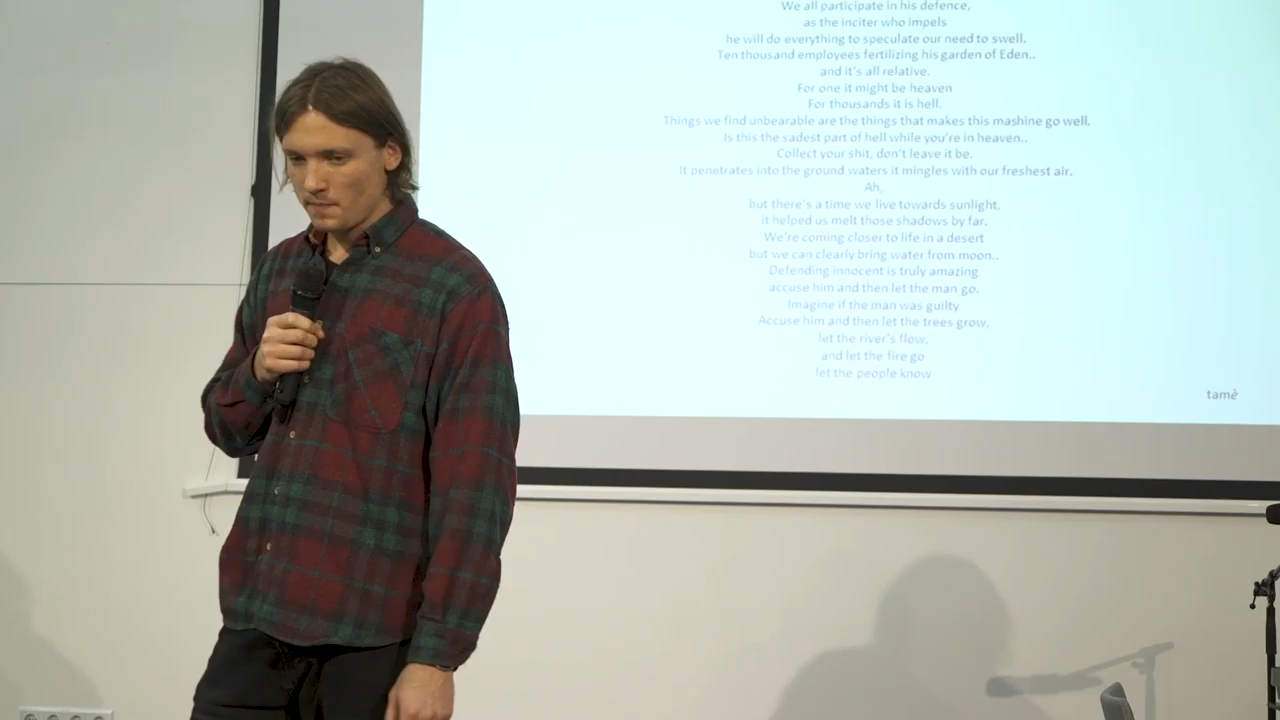 We all participate in his defence,
as the inciter who impels
he will do everything to speculate our need to swell.
Ten thousand employees fertilizing his garden of Eden..
and it's all relative.
For one it might be heaven
For thousands it is hell.
Things we find unbearable are the things that makes this mashine go well.
Is this the sadest part of hell while you're in heaven..
Collect your shit, don't leave it be.
It penetrates into the ground waters it mingles with our freshest air.
Ah,
but there's a time we live towards sunlight,
it helped us melt those shadows by far.
We're coming closer to life in a desert
but we can clearly bring water from moon..
Defending innocent is truly amazing
accuse him and then let the man go.
Imagine if the man was guilty
Accuse him and then let the trees grow,
let the river's flow,
and let the fire go
let the people know
tamė